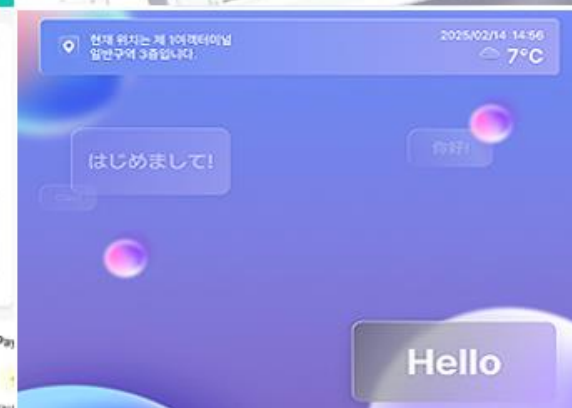 현재 위치는 제 1여객터미널
일반구역 3층입니다.
2025/02/14 14:56
7°C
はじめまして!
你好!
Hello